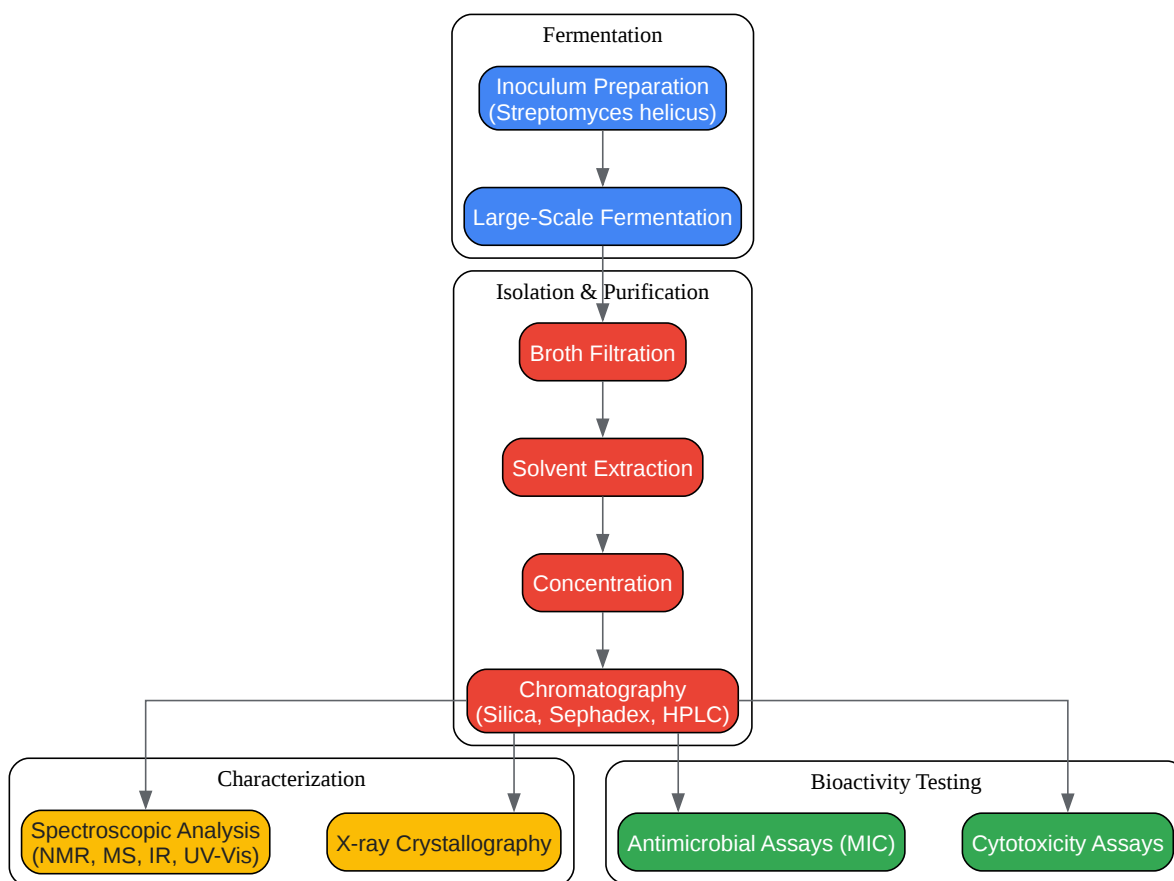 Fermentation
Inoculum Preparation
(Streptomyces helicus)
Large-Scale Fermentation
Isolation & Purification
Broth Filtration
Solvent Extraction
Concentration
Chromatography
(Silica, Sephadex, HPLC)
Characterization
Spectroscopic Analysis
(NMR, MS, IR, UV-Vis)
X-ray Crystallography
Bioactivity Testing
Antimicrobial Assays (MIC)
Cytotoxicity Assays